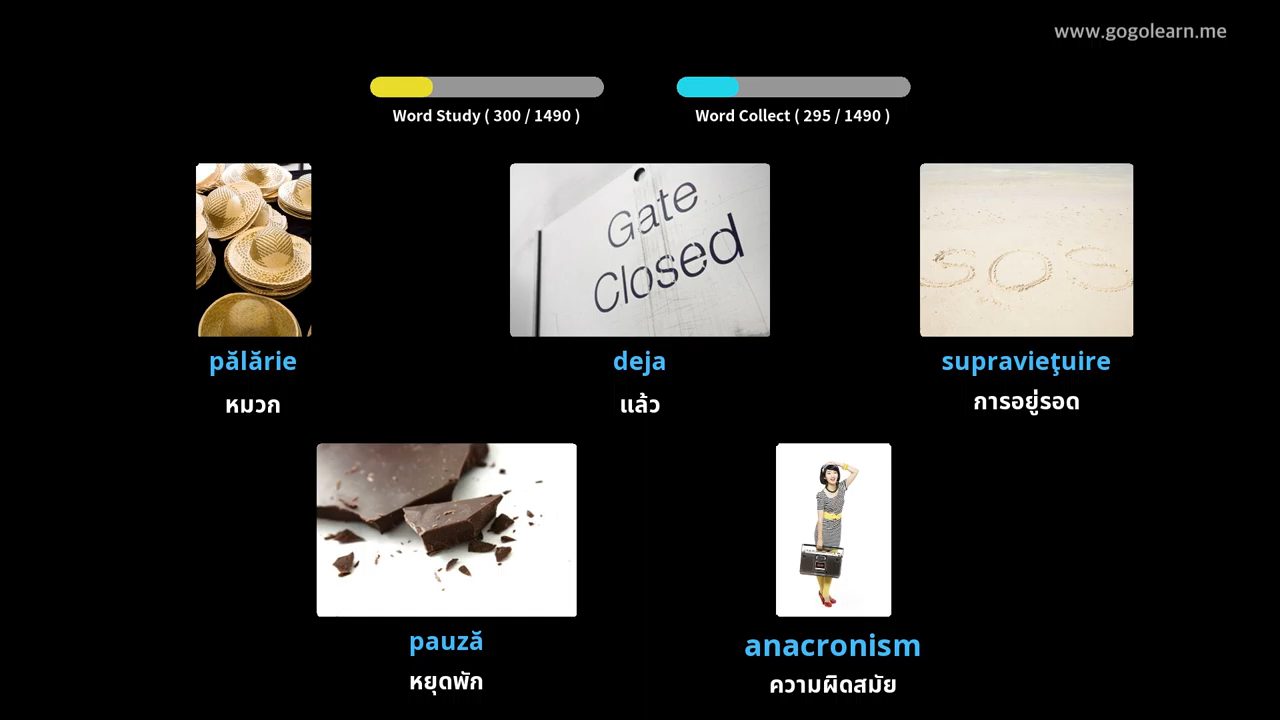 www.gogolearn.me
Word Study ( 300 / 1490 )
Word Collect ( 295 / 1490 )
Gate
Closed
SOS
pălărie
deja
supravieţuire
หมวก
แล้ว
การอยู่รอด
pauză
anacronism
หยุดพัก
ความผิดสมัย